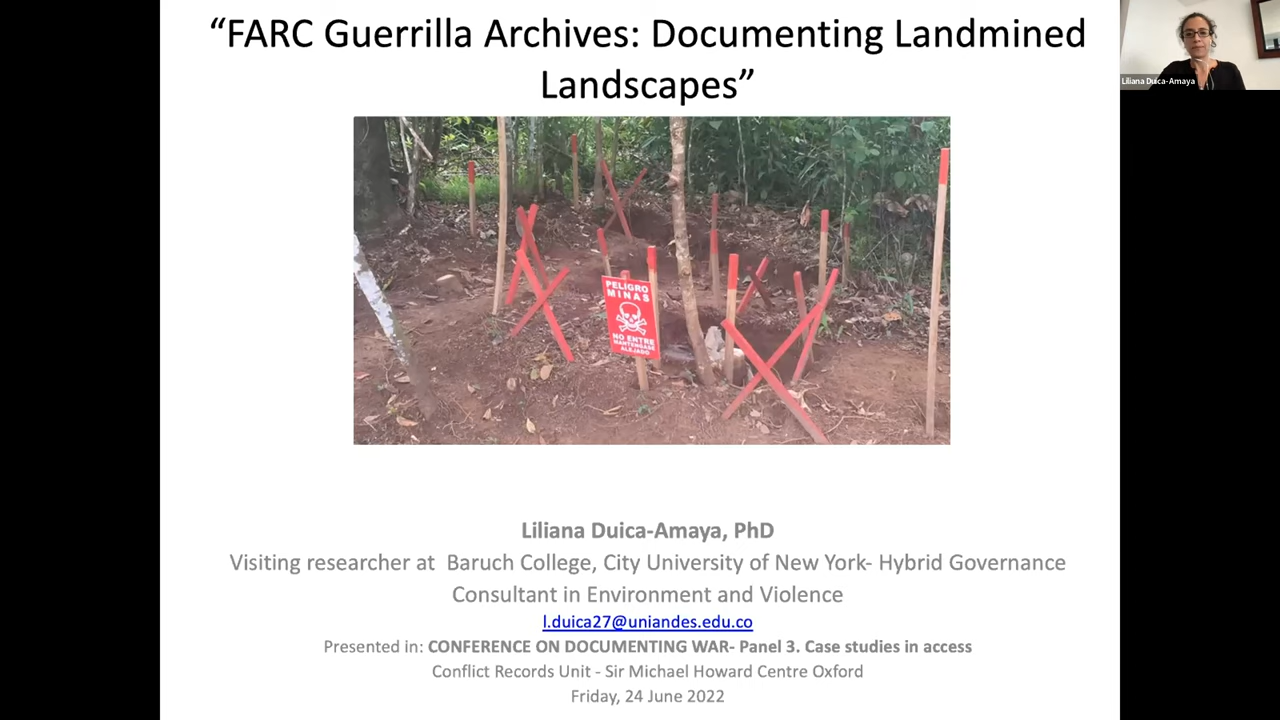 “FARC Guerrilla Archives: Documenting Landmined
Landscapes”
Liliana Duica-Amaya
PELIGRO
MINAS
NO ENTRE
MANTENGASE
ALEJADO
Liliana Duica-Amaya, PhD
Visiting researcher at Baruch College, City University of New York- Hybrid Governance
Consultant in Environment and Violence
l.duica27@uniandes.edu.co
Presented in: CONFERENCE ON DOCUMENTING WAR- Panel 3. Case studies in access
Conflict Records Unit - Sir Michael Howard Centre Oxford
Friday, 24 June 2022